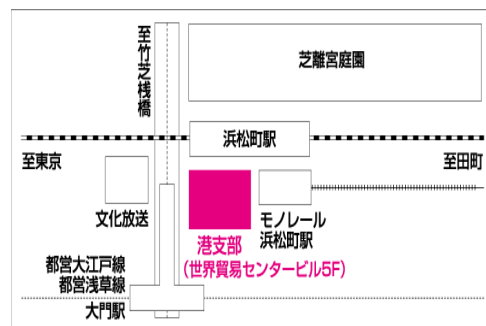 至竹芝桟橋
芝離宮庭園
浜松町駅
至東京
至田町
文化放送
モノレール
浜松町駅
港支部
(世界貿易センタービル5F)
都営大江戸線
都営浅草線
大門駅